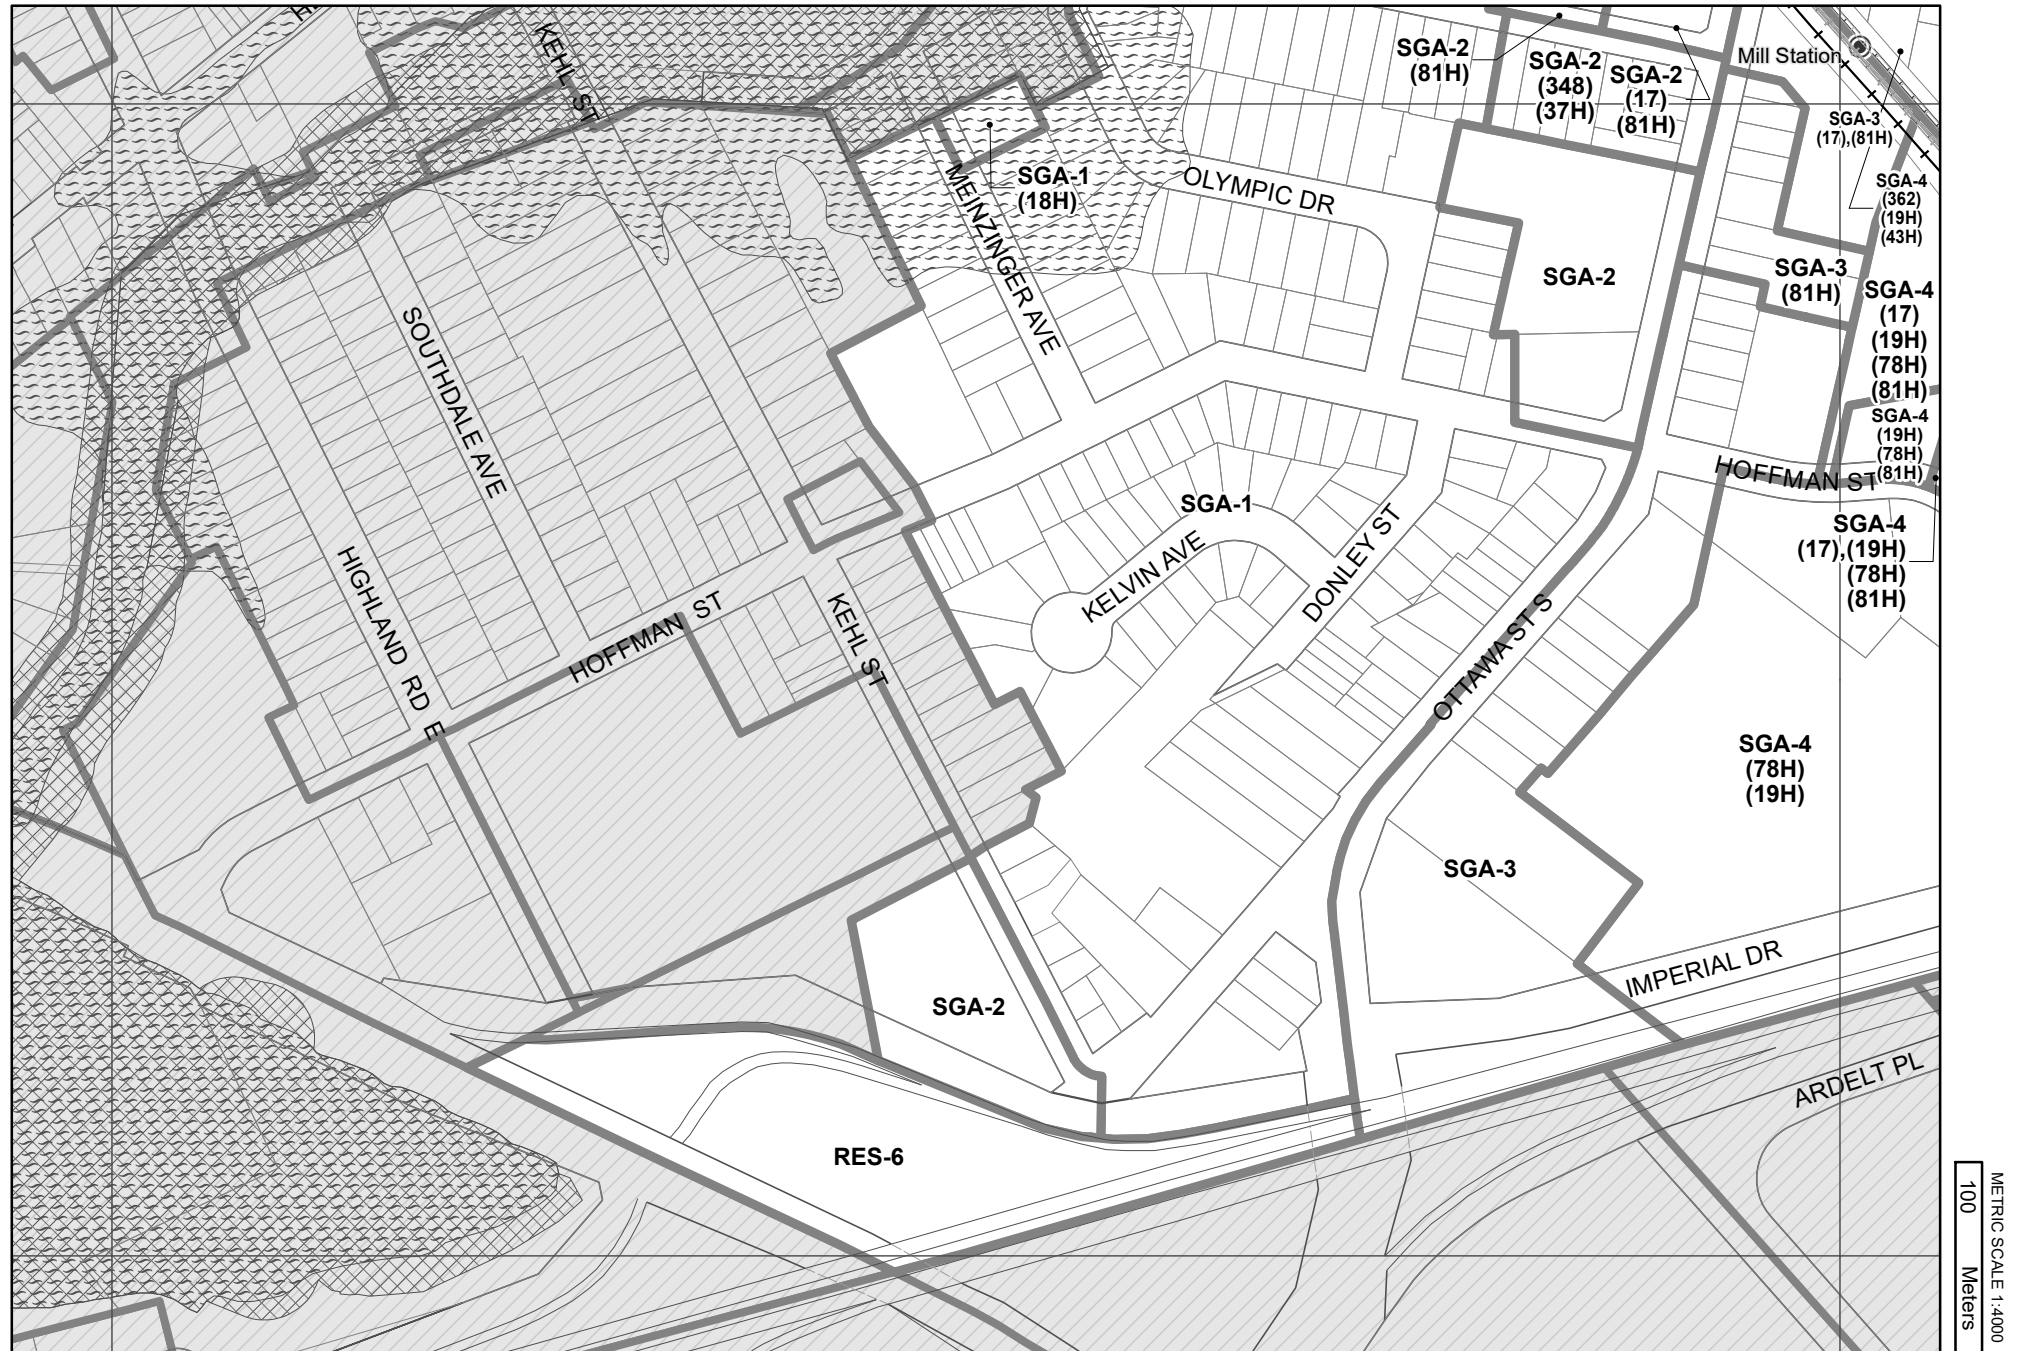 KEHL ST
SGA-2
(81H)
SGA-2
(348)
(37H)
SGA-2
(17)
(81H)
Mill Station
SGA-3
(17),(81H)
SGA-4
(362)
(19H)
(43H)
SGA-1
(18H)
MEINZINGER AVE
OLYMPIC DR
SGA-2
SGA-3
(81H)
SGA-4
(17)
(19H)
(78H)
(81H)
SGA-4
(19H)
(78H)
(81H)
SOUTHDALE AVE
HOFFMAN ST
SGA-1
SGA-4
(17),(19H)
(78H)
(81H)
KELVIN AVE
DONLEY ST
HIGHLAND RD E
HOFFMAN ST
KEHL ST
OTTAWA ST S
SGA-4
(78H)
(19H)
SGA-3
IMPERIAL DR
SGA-2
ARDELT PL
RES-6
METRIC SCALE 1:4000
100 Meters